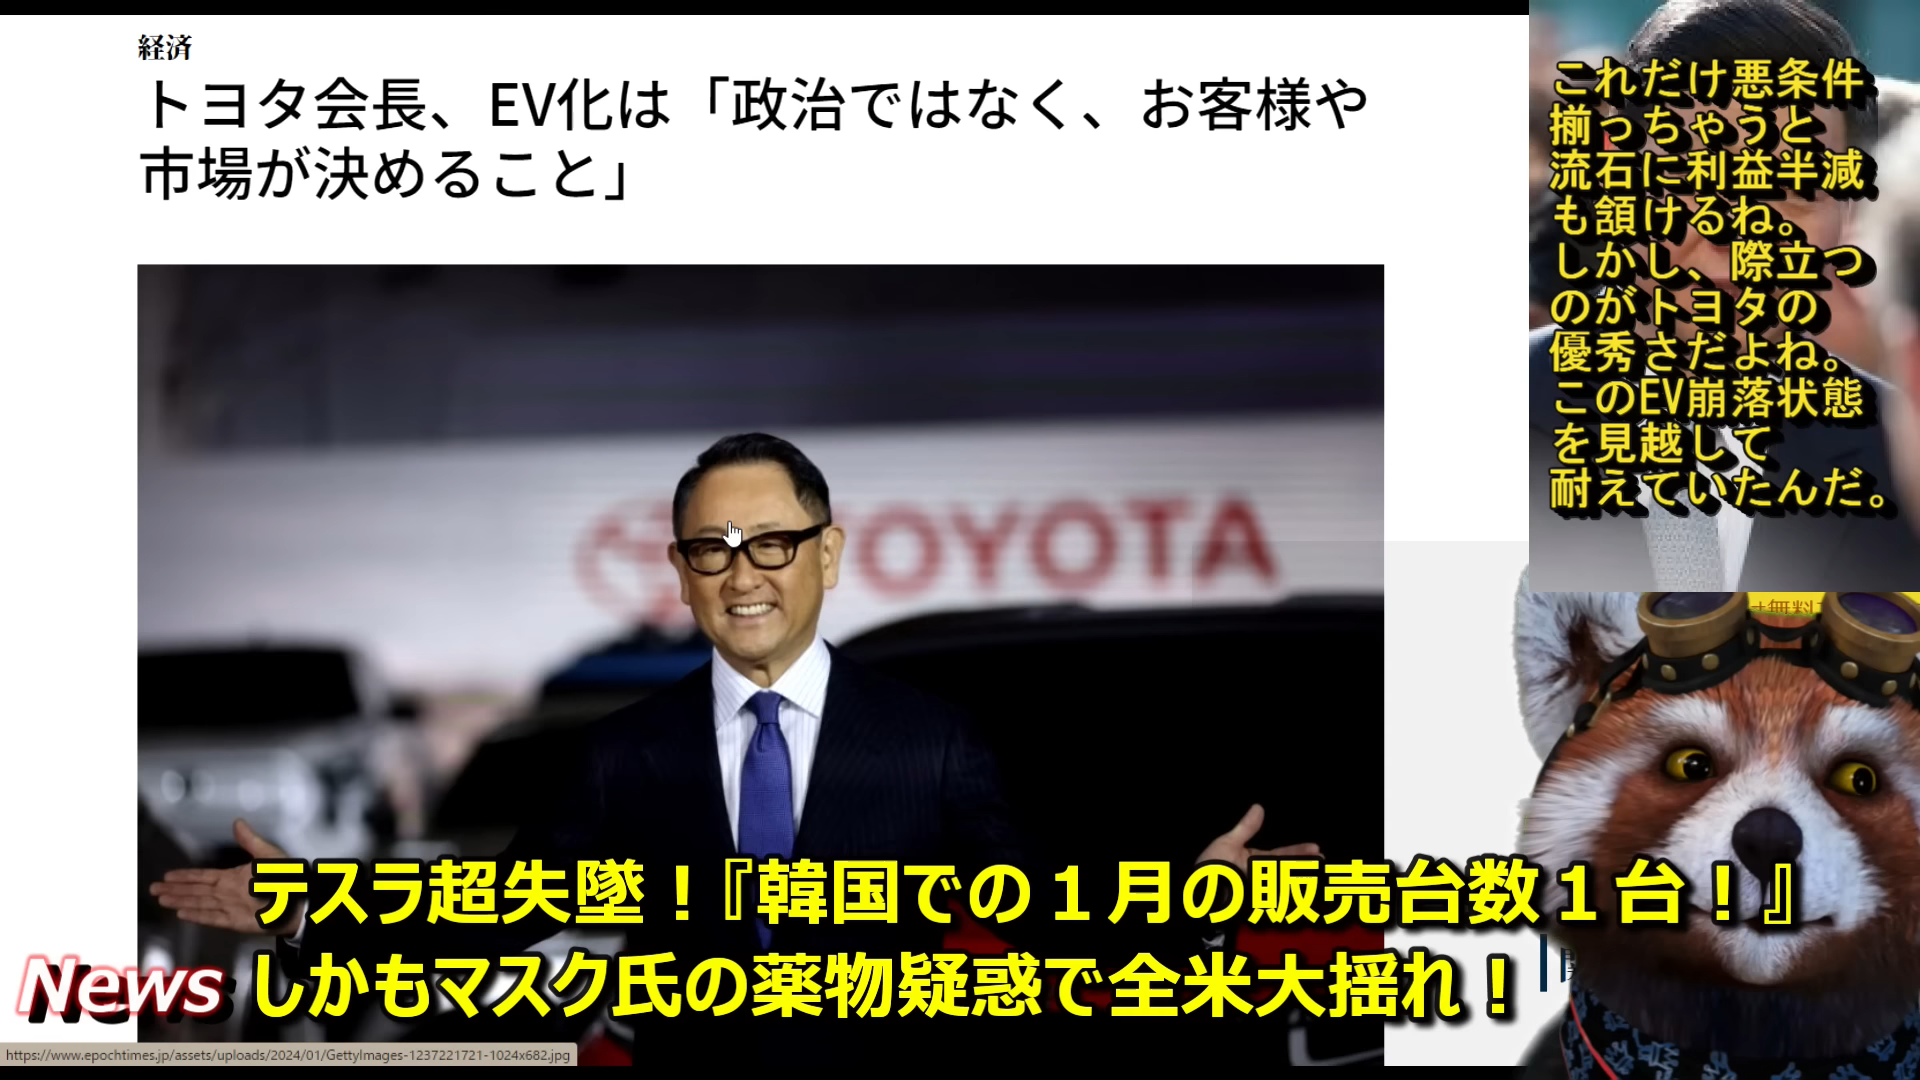 経済
トヨタ会長、EV化は「政治ではなく、お客様や
市場が決めること」
TOYOTA
これだけ悪条件
揃っちゃうと
流石に利益半減
も頷けるね。
しかし、際立つ
のがトヨタの
優秀さだよね。
このEV崩落状態
を見越して
耐えていたんだ。
無料
テスラ超失墜！『韓国での１月の販売台数１台！』
しかもマスク氏の薬物疑惑で全米大揺れ！
News
https://www.epochtimes.jp/assets/uploads/2024/01/GettyImages-1237221721-1024x682.jpg